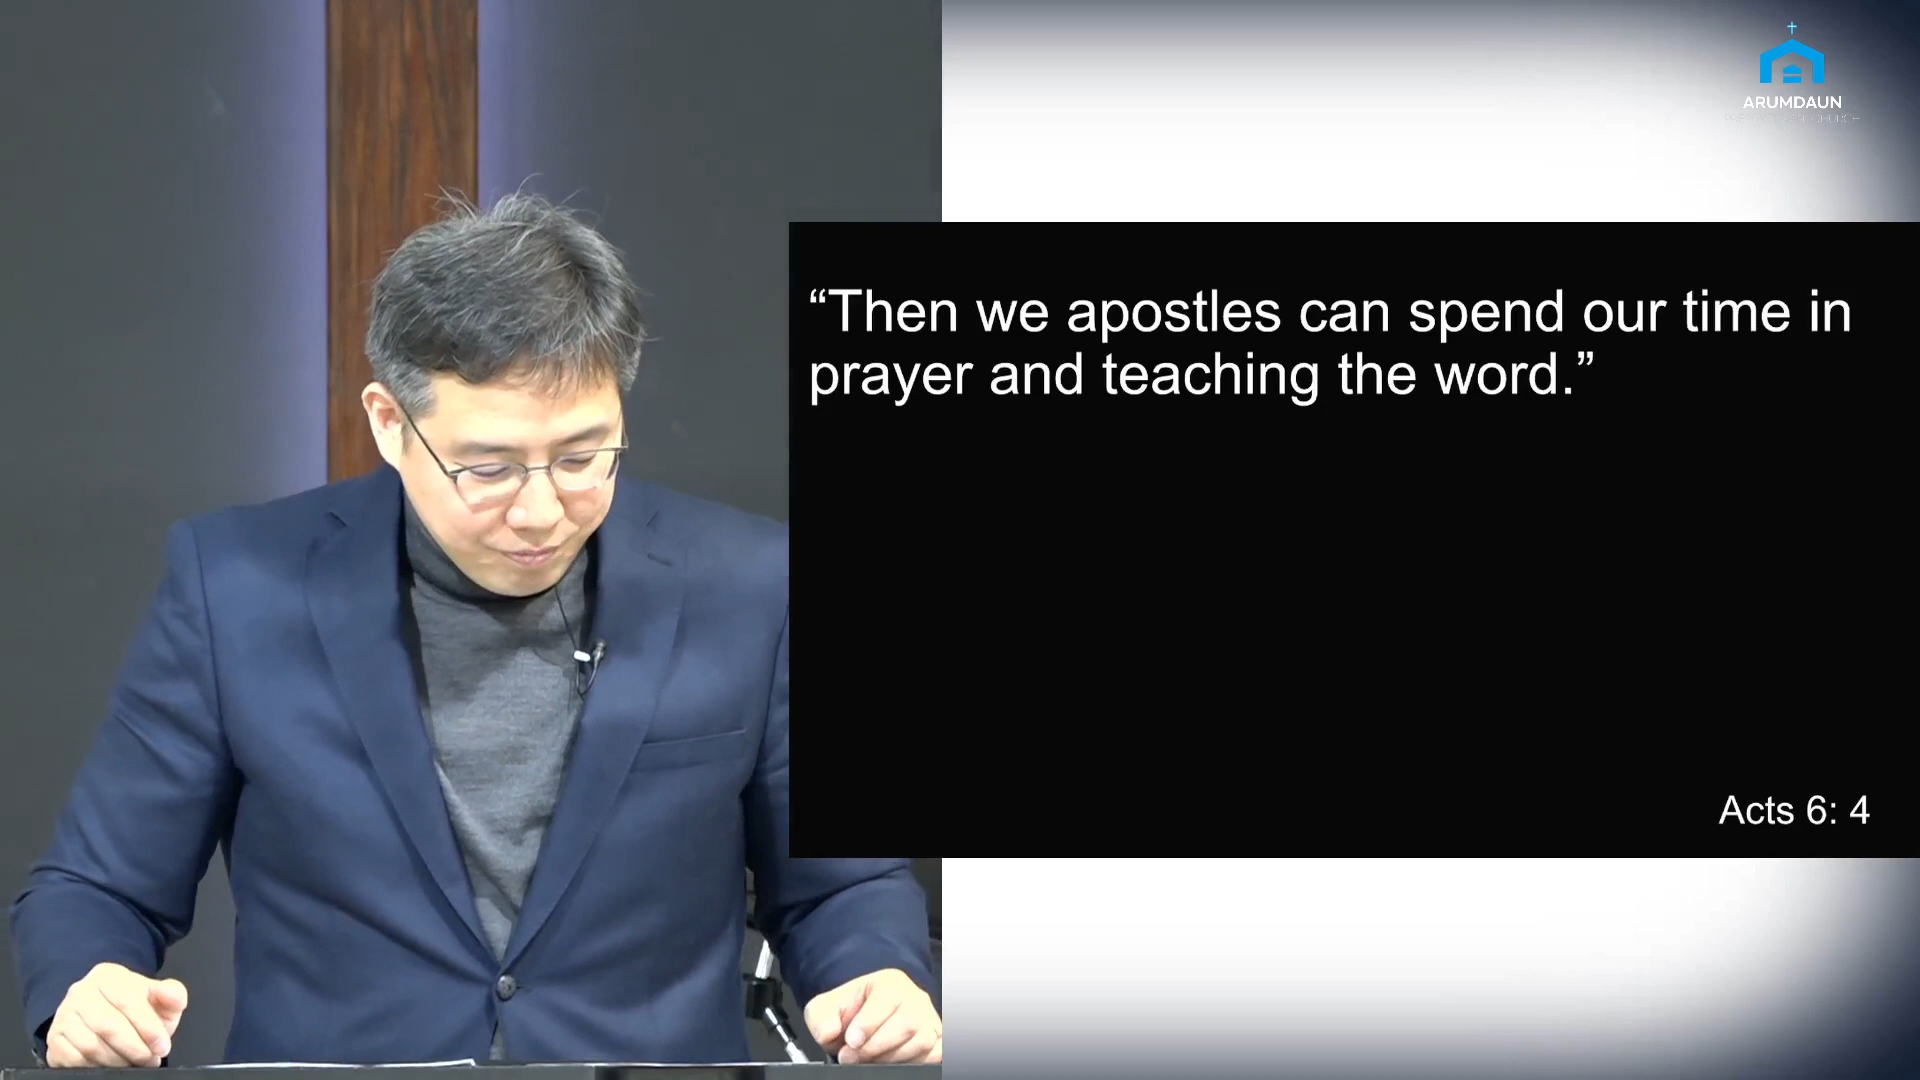 ARUMDAUN
“Then we apostles can spend our time in
prayer and teaching the word.”
Acts 6: 4